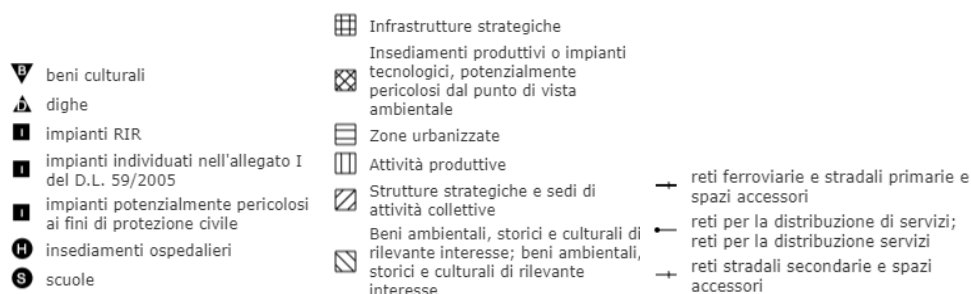 B beni culturali
D dighe
I impianti RIR
I impianti individuati nell'allegato I
del D.L. 59/2005
I impianti potenzialmente pericolosi
ai fini di protezione civile
H insediamenti ospedalieri
S scuole
Infrastrutture strategiche
Insediamenti produttivi o impianti
tecnologici, potenzialmente
pericolosi dal punto di vista
ambientale
Zone urbanizzate
Attività produttive
Strutture strategiche e sedi di
attività collettive
Beni ambientali, storici e culturali di
rilevante interesse; beni ambientali,
storici e culturali di rilevante
interesse
reti ferroviarie e stradali primarie e
spazi accessori
reti per la distribuzione di servizi;
reti per la distribuzione servizi
reti stradali secondarie e spazi
accessori